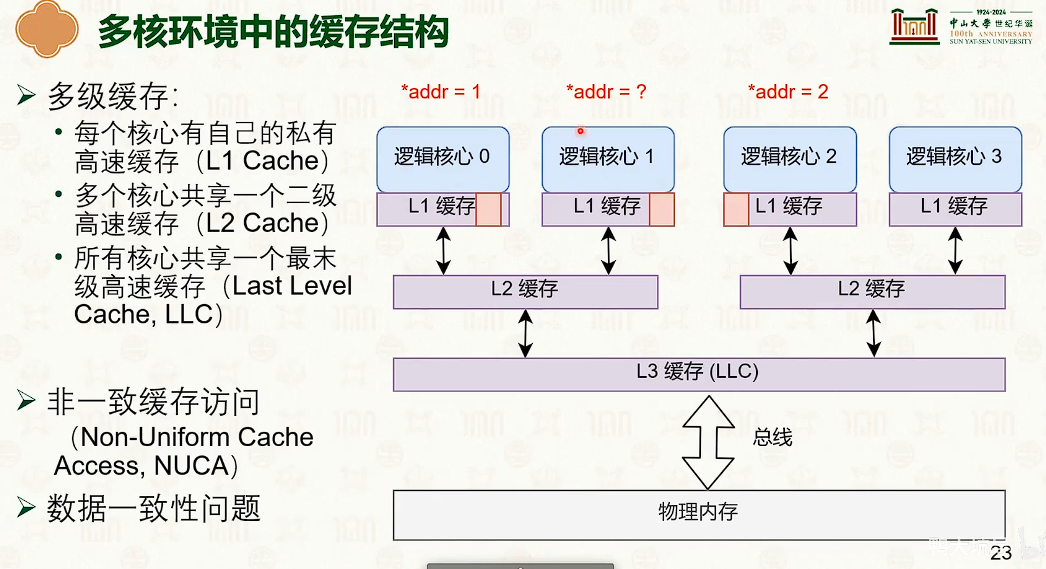 多核环境中的缓存结构
1924-2024
中山大学 世纪华诞
100th ANNIVERSARY
SUN YAT-SEN UNIVERSITY
➢ 多级缓存：
• 每个核心有自己的私有
高速缓存（L1 Cache）
• 多个核心共享一个二级
高速缓存（L2 Cache）
• 所有核心共享一个最末
级高速缓存（Last Level
Cache, LLC）
➢ 非一致缓存访问
（Non-Uniform Cache
Access, NUCA）
➢ 数据一致性问题
*addr = 1
*addr = ?
*addr = 2
逻辑核心 0
逻辑核心 1
逻辑核心 2
逻辑核心 3
L1 缓存
L1 缓存
L1 缓存
L1 缓存
L2 缓存
L2 缓存
L3 缓存 (LLC)
总线
物理内存
23